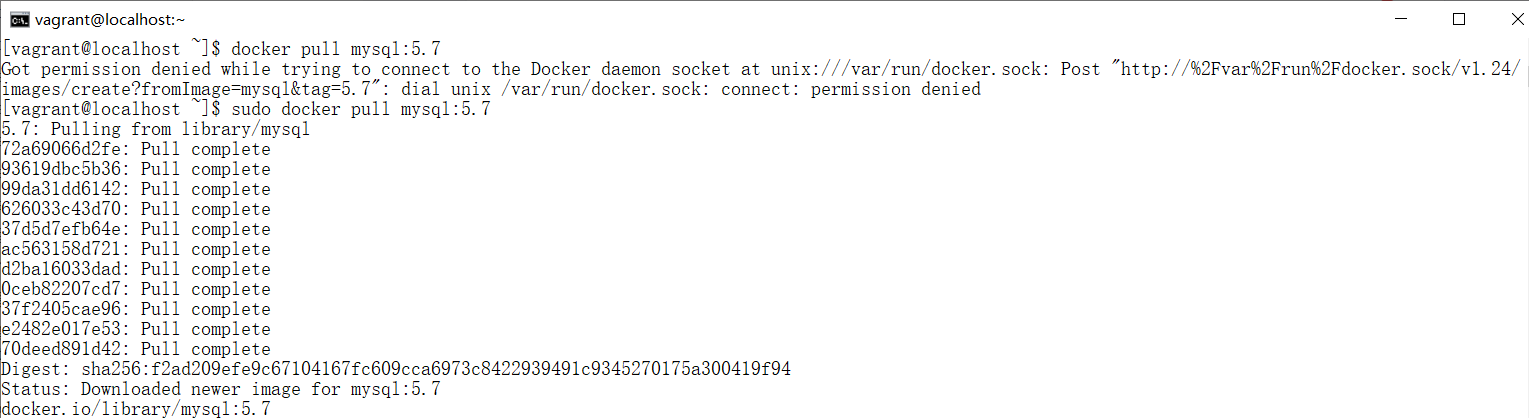 vagrant@localhost:~
[vagrant@localhost ~]$ docker pull mysql:5.7
Got permission denied while trying to connect to the Docker daemon socket at unix:///var/run/docker.sock: Post "http://%2Fvar%2Frun%2Fdocker.sock/v1.24/
images/create?fromImage=mysql&tag=5.7": dial unix /var/run/docker.sock: connect: permission denied
[vagrant@localhost ~]$ sudo docker pull mysql:5.7
5.7: Pulling from library/mysql
72a69066d2fe: Pull complete
93619dbc5b36: Pull complete
99da31dd6142: Pull complete
626033c43d70: Pull complete
37d5d7efb64e: Pull complete
ac563158d721: Pull complete
d2ba16033dad: Pull complete
0ceb82207cd7: Pull complete
37f2405cae96: Pull complete
e2482e017e53: Pull complete
70deed891d42: Pull complete
Digest: sha256:f2ad209efe9c67104167fc609cca6973c8422939491c9345270175a300419f94
Status: Downloaded newer image for mysql:5.7
docker.io/library/mysql:5.7